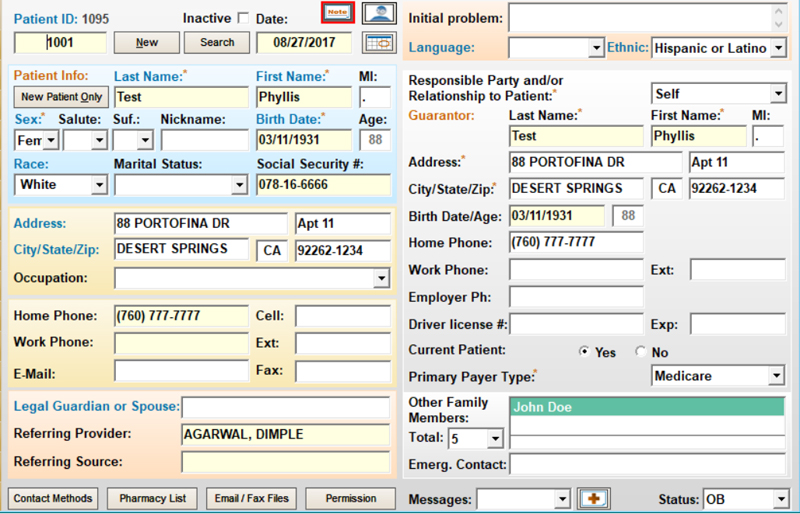 Patient ID: 1095 Inactive Date: Note
1001 New Search 08/27/2017
Patient Info: Last Name:* First Name:* MI:
New Patient Only Test Phyllis .
Sex:* Salute: Suf.: Nickname: Birth Date:* Age:
Fem 03/11/1931 88
Race: Marital Status: Social Security #:
White 078-16-6666
Address: 88 PORTOFINA DR Apt 11
City/State/Zip: DESERT SPRINGS CA 92262-1234
Occupation:
Home Phone: (760) 777-7777 Cell:
Work Phone: Ext:
E-Mail: Fax:
Legal Guardian or Spouse:
Referring Provider: AGARWAL, DIMPLE
Referring Source:
Contact Methods Pharmacy List Email / Fax Files Permission
Initial problem:
Language: Ethnic: Hispanic or Latino
Responsible Party and/or
Relationship to Patient:* Self
Guarantor: Last Name:* First Name:* MI:
Test Phyllis .
Address:* 88 PORTOFINA DR Apt 11
City/State/Zip:* DESERT SPRINGS CA 92262-1234
Birth Date/Age: 03/11/1931 88
Home Phone: (760) 777-7777
Work Phone: Ext:
Employer Ph:
Driver license #: Exp:
Current Patient: Yes No
Primary Payer Type:* Medicare
Other Family John Doe
Members:
Total: 5
Emerg. Contact:
Messages: Status: OB